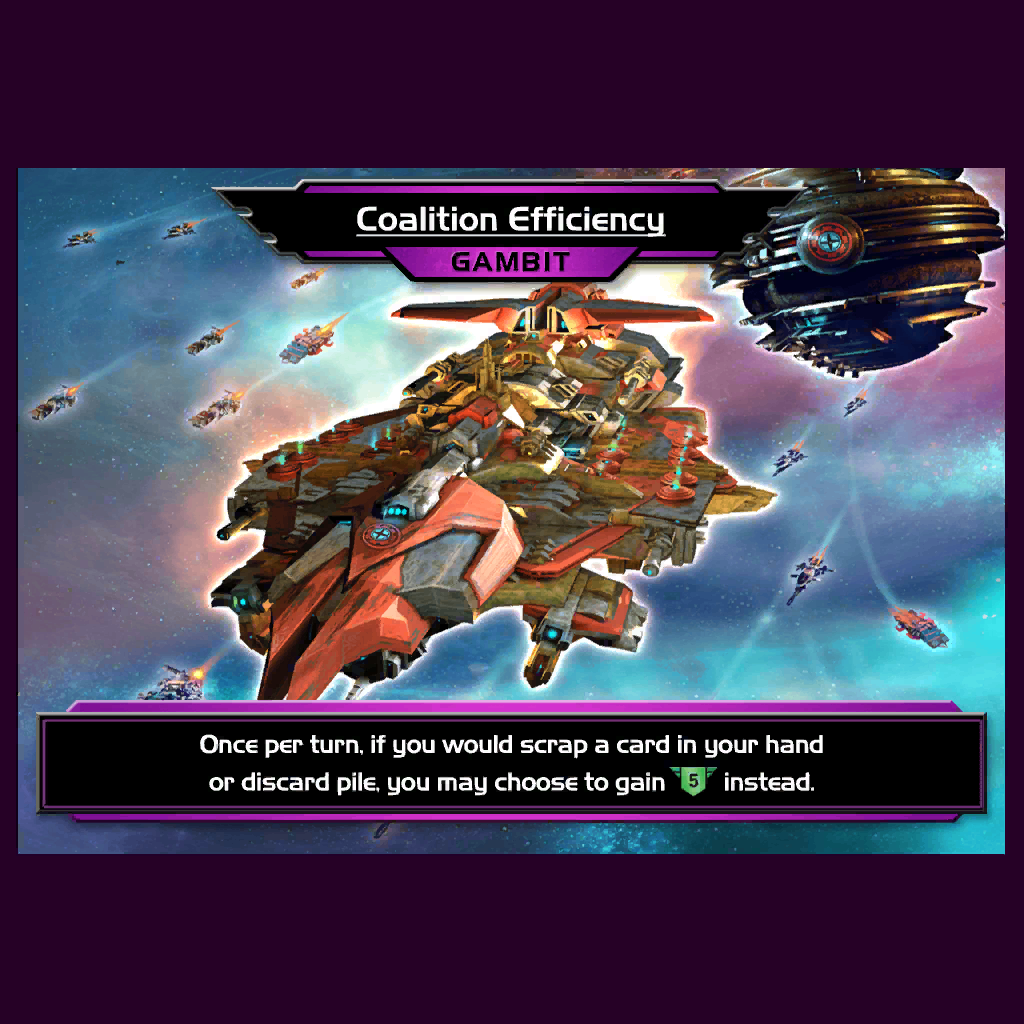 Coalition Efficiency
GAMBIT
Once per turn, if you would scrap a card in your hand
or discard pile, you may choose to gain 5 instead.